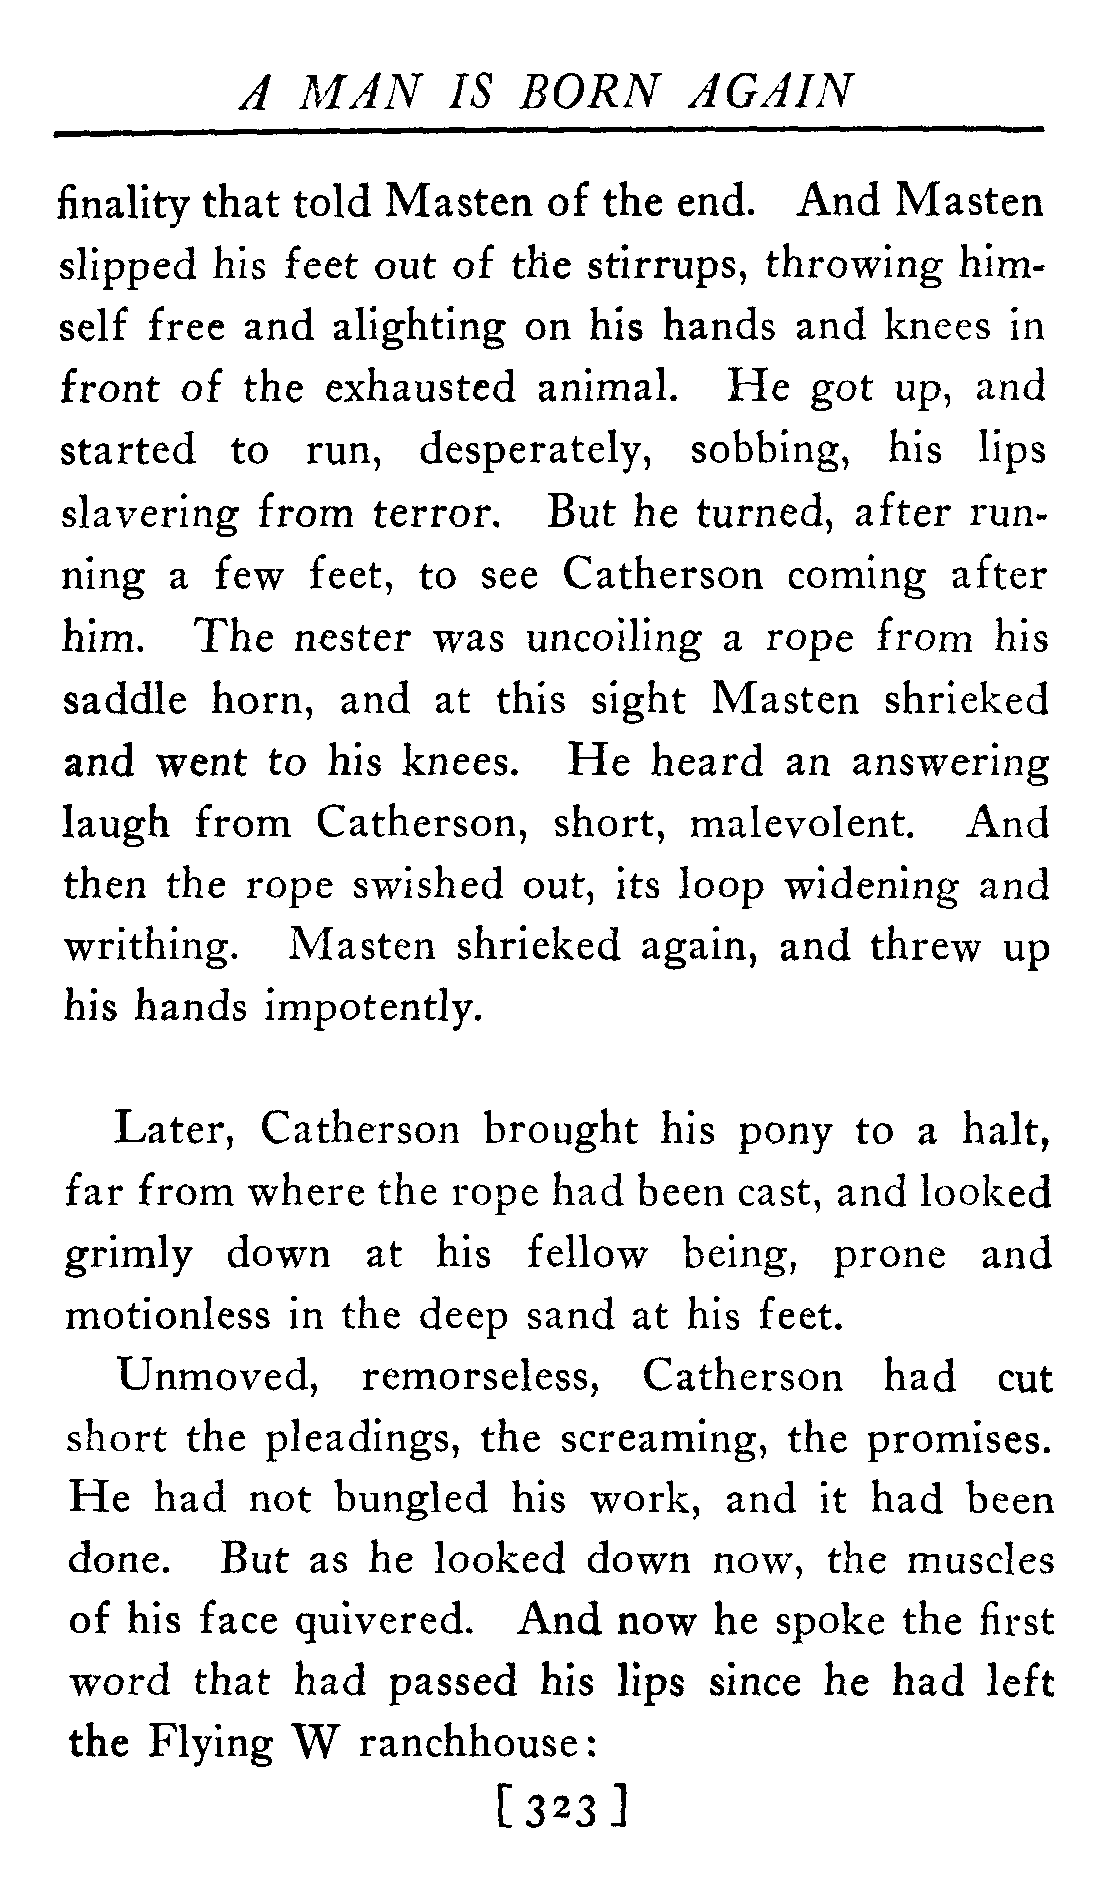 A MAN IS BORN AGAIN
finality that told Masten of the end. And Masten
slipped his feet out of the stirrups, throwing him-
self free and alighting on his hands and knees in
front of the exhausted animal. He got up, and
started to run, desperately, sobbing, his lips
slavering from terror. But he turned, after run-
ning a few feet, to see Catherson coming after
him. The nester was uncoiling a rope from his
saddle horn, and at this sight Masten shrieked
and went to his knees. He heard an answering
laugh from Catherson, short, malevolent. And
then the rope swished out, its loop widening and
writhing. Masten shrieked again, and threw up
his hands impotently.
Later, Catherson brought his pony to a halt,
far from where the rope had been cast, and looked
grimly down at his fellow being, prone and
motionless in the deep sand at his feet.
Unmoved, remorseless, Catherson had cut
short the pleadings, the screaming, the promises.
He had not bungled his work, and it had been
done. But as he looked down now, the muscles
of his face quivered. And now he spoke the first
word that had passed his lips since he had left
the Flying W ranchhouse:
[ 323 ]